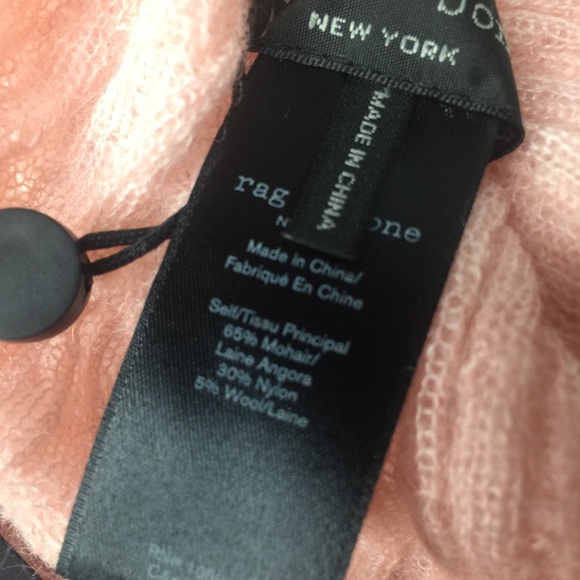 NEW YORK
MADE IN CHINA
rag
Made in China/
Fabriqué En Chine
Self/Tissu Principal
65% Mohair/
Laine Angora
30% Nylon
5% Wool/Laine